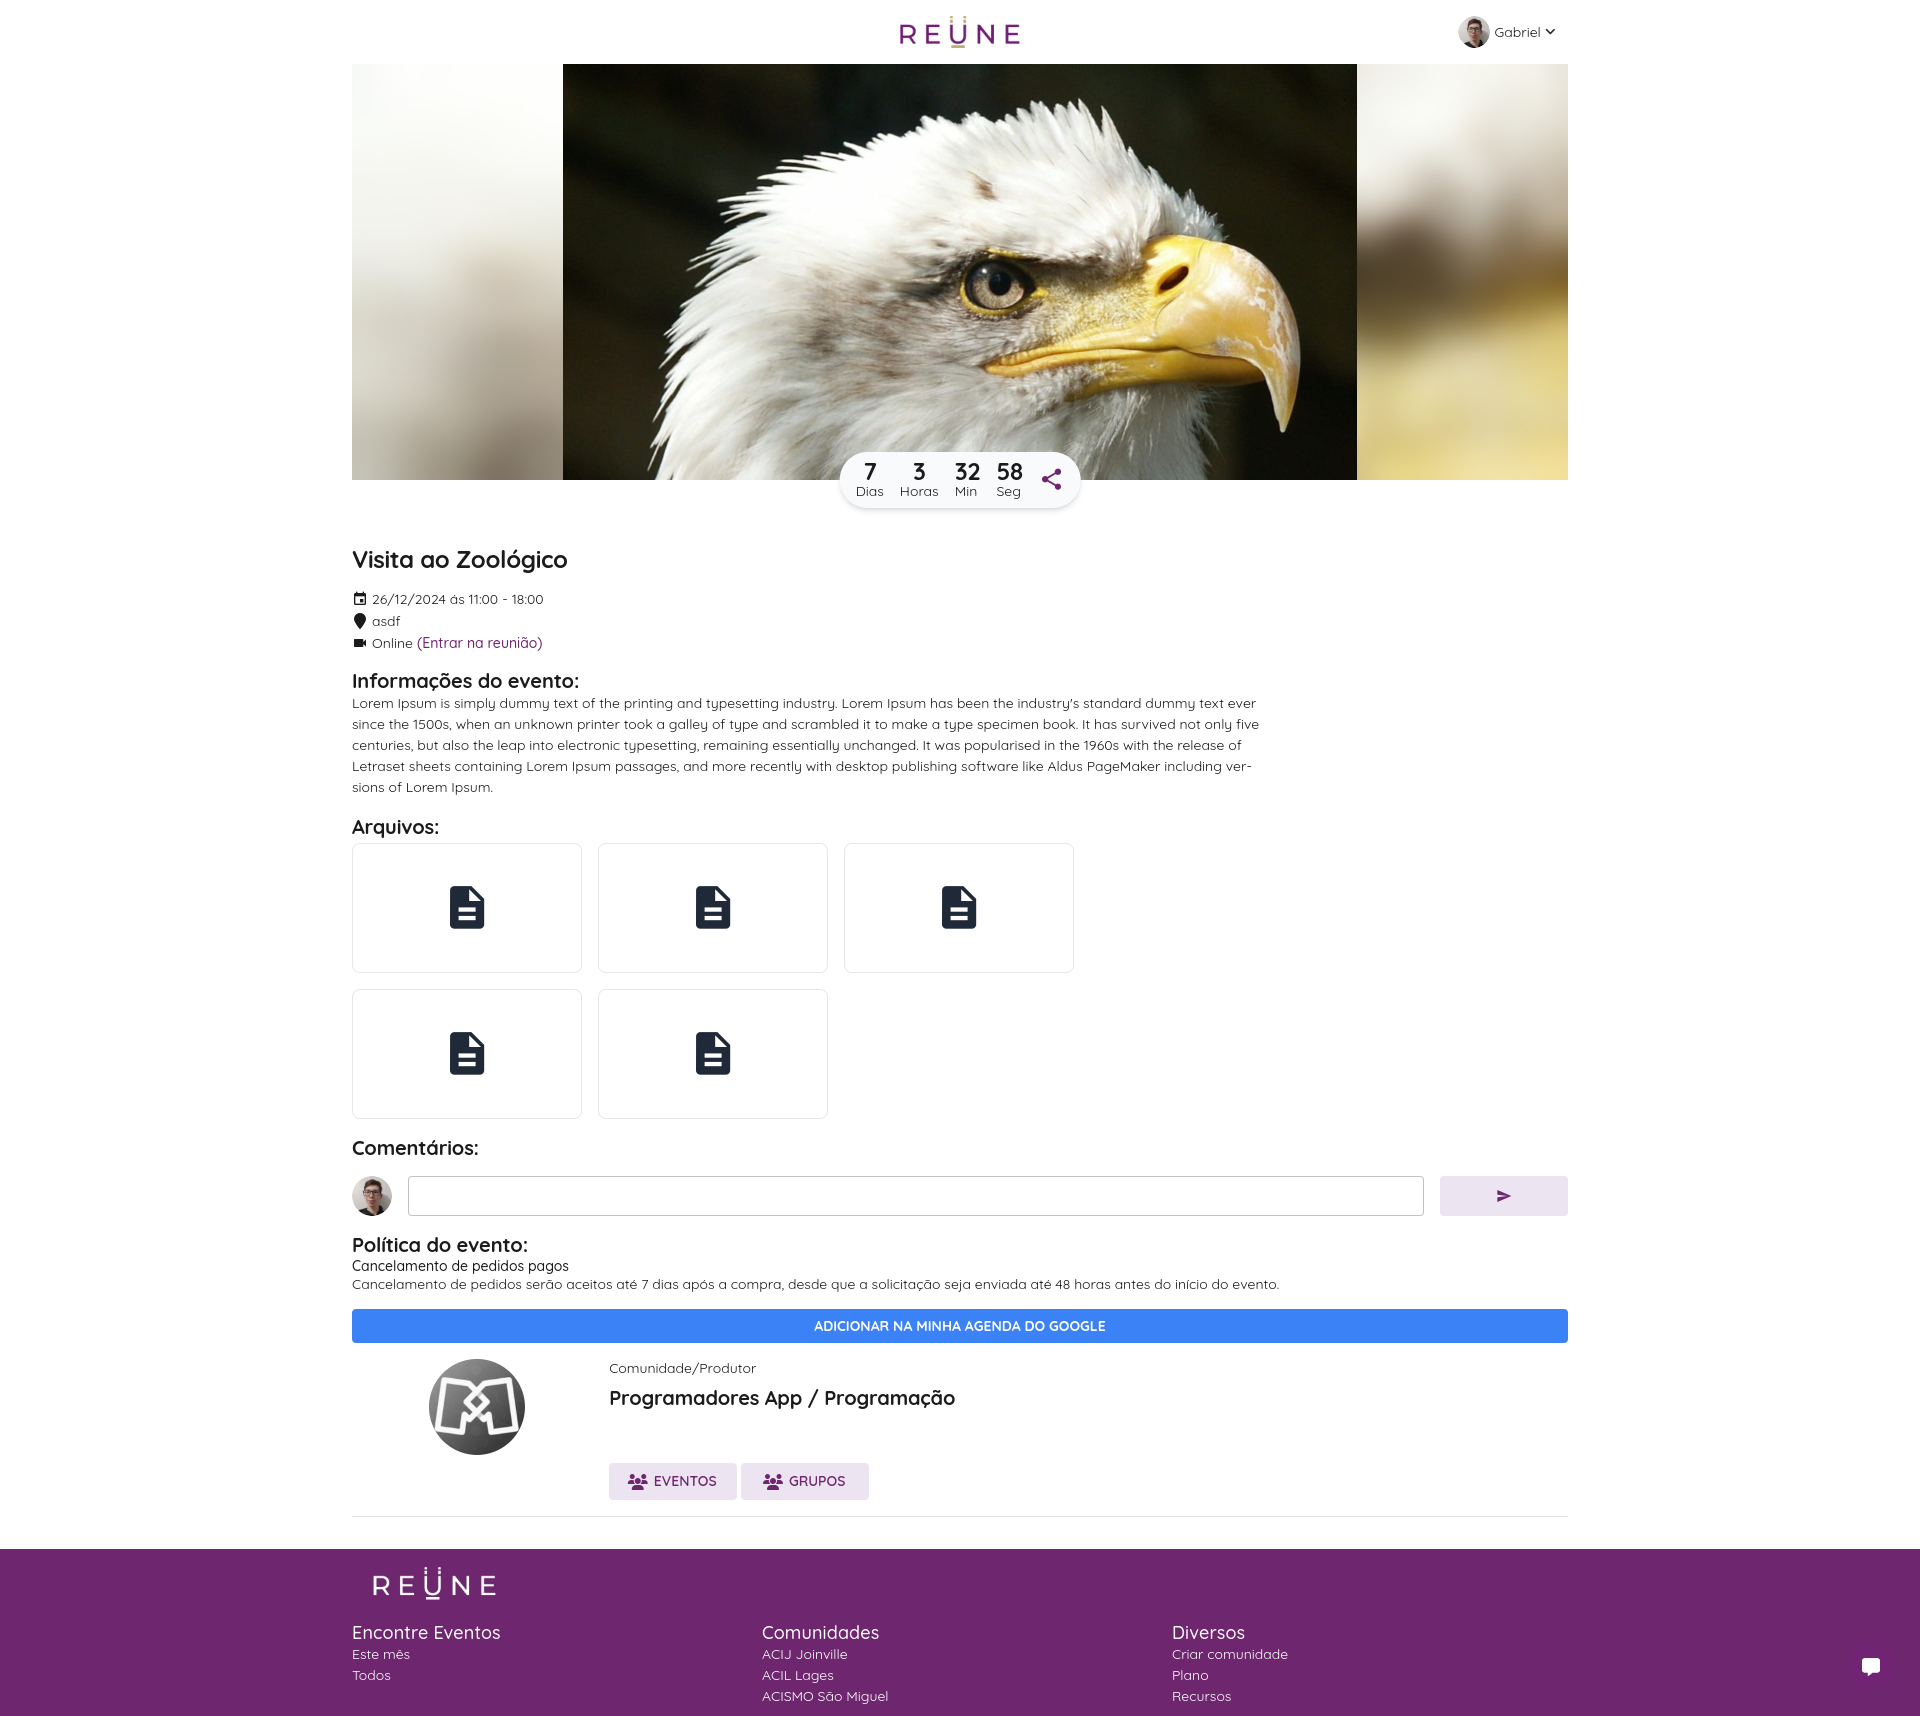 REÜNE
Gabriel
7 3 32 58
Dias Horas Min Seg
Visita ao Zoológico
26/12/2024 ás 11:00 - 18:00
asdf
Online (Entrar na reunião)
Informações do evento:
Lorem Ipsum is simply dummy text of the printing and typesetting industry. Lorem Ipsum has been the industry's standard dummy text ever
since the 1500s, when an unknown printer took a galley of type and scrambled it to make a type specimen book. It has survived not only five
centuries, but also the leap into electronic typesetting, remaining essentially unchanged. It was popularised in the 1960s with the release of
Letraset sheets containing Lorem Ipsum passages, and more recently with desktop publishing software like Aldus PageMaker including ver-
sions of Lorem Ipsum.
Arquivos:
Comentários:
Política do evento:
Cancelamento de pedidos pagos
Cancelamento de pedidos serão aceitos até 7 dias após a compra, desde que a solicitação seja enviada até 48 horas antes do início do evento.
ADICIONAR NA MINHA AGENDA DO GOOGLE
Comunidade/Produtor
Programadores App / Programação
EVENTOS GRUPOS
REÜNE
Encontre Eventos
Este mês
Todos
Comunidades
ACIJ Joinville
ACIL Lages
ACISMO São Miguel
Diversos
Criar comunidade
Plano
Recursos